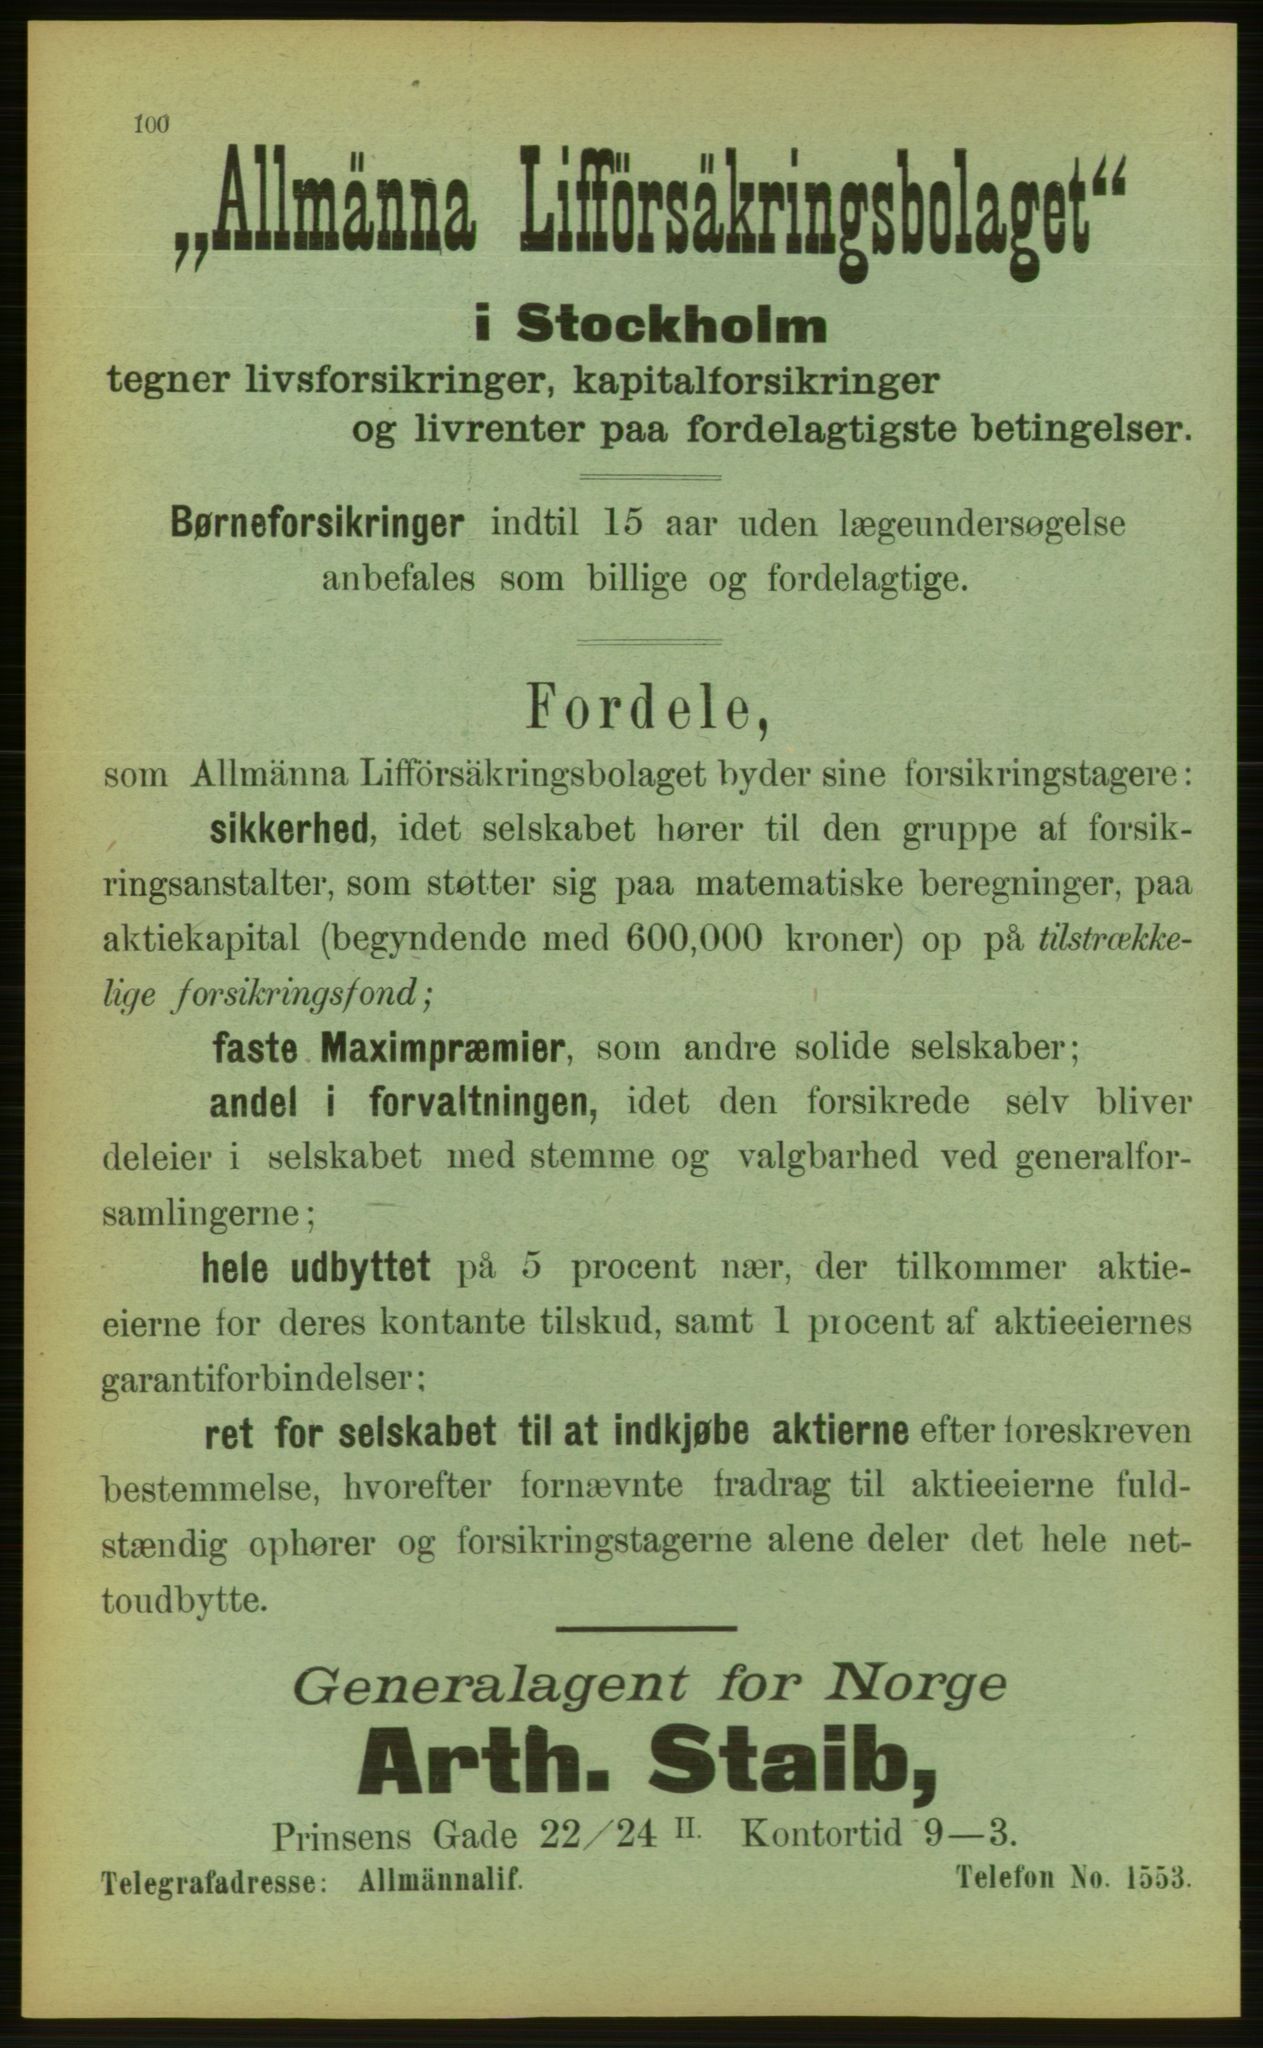 100
„Allmänna Lifförsäkringsbolaget“
i Stockholm
tegner livsforsikringer, kapitalforsikringer
og livrenter paa fordelagtigste betingelser.
Børneforsikringer indtil 15 aar uden lægeundersøgelse
anbefales som billige og fordelagtige.
Fordele,
som Allmänna Lifförsäkringsbolaget byder sine forsikringstagere:
sikkerhed, idet selskabet hører til den gruppe af forsik-
ringsanstalter, som støtter sig paa matematiske beregninger, paa
aktiekapital (begyndende med 600,000 kroner) op på tilstrække-
lige forsikringsfond;
faste Maximpræmier, som andre solide selskaber;
andel i forvaltningen, idet den forsikrede selv bliver
deleier i selskabet med stemme og valgbarhed ved generalfor-
samlingerne;
hele udbyttet på 5 procent nær, der tilkommer aktie-
eierne for deres kontante tilskud, samt 1 procent af aktieeiernes
garantiforbindelser;
ret for selskabet til at indkjøbe aktierne efter foreskreven
bestemmelse, hvorefter fornævnte fradrag til aktieeierne fuld-
stændig ophører og forsikringstagerne alene deler det hele net-
toudbytte.
Generalagent for Norge
Arth. Staib,
Prinsens Gade 22/24 II. Kontortid 9—3.
Telegrafadresse: Allmännalif. Telefon No. 1553.